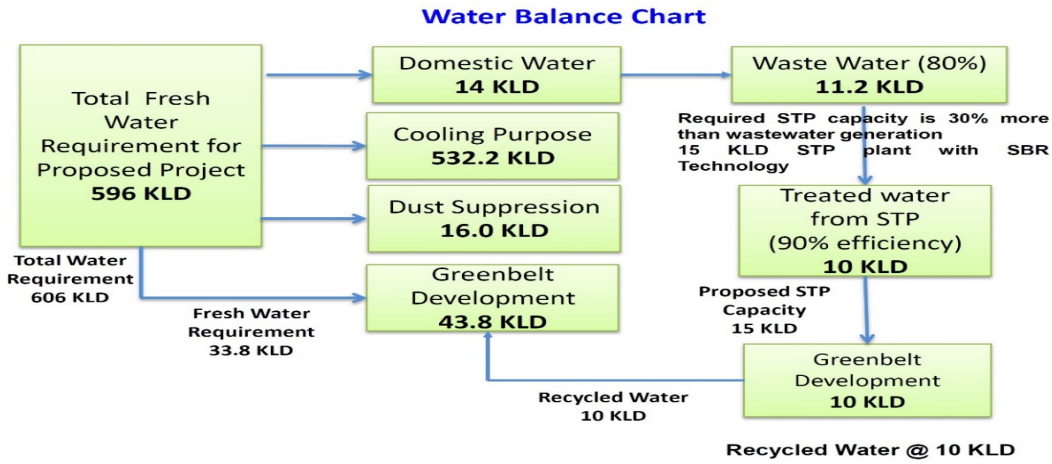 Water Balance Chart
Total Fresh
Water
Requirement for
Proposed Project
596 KLD
Domestic Water
14 KLD
Waste Water (80%)
11.2 KLD
Cooling Purpose
532.2 KLD
Required STP capacity is 30% more
than wastewater generation
15 KLD STP plant with SBR
Technology
Dust Suppression
16.0 KLD
Treated water
from STP
(90% efficiency)
10 KLD
Total Water
Requirement
606 KLD
Fresh Water
Requirement
33.8 KLD
Greenbelt
Development
43.8 KLD
Proposed STP
Capacity
15 KLD
Greenbelt
Development
10 KLD
Recycled Water
10 KLD
Recycled Water @ 10 KLD